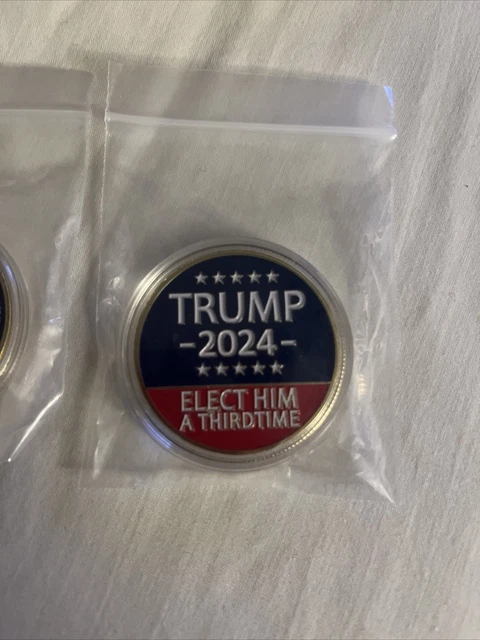 TRUMP
-2024-
ELECT HIM
A THIRDTIME